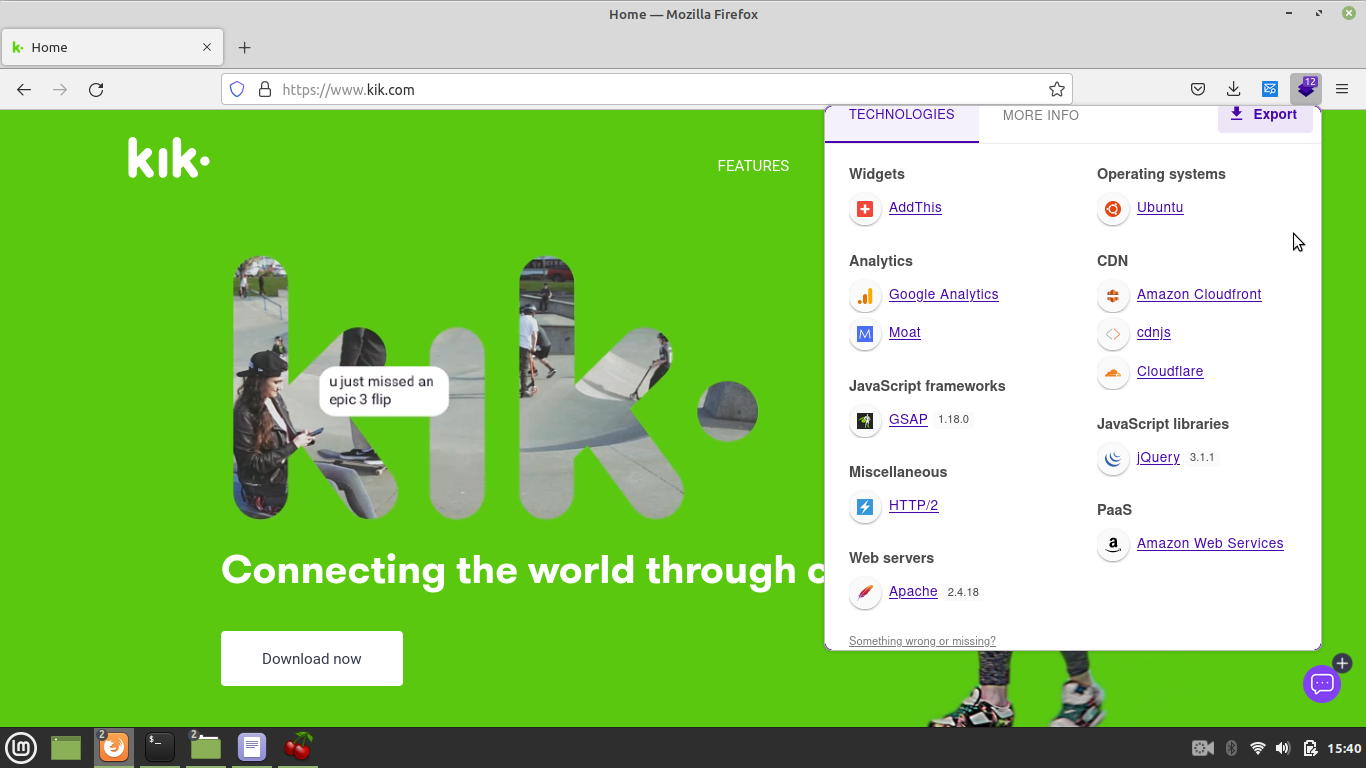 Home — Mozilla Firefox
k· Home
https://www.kik.com
12
kik·
FEATURES
u just missed an
epic 3 flip
Connecting the world through c
Download now
TECHNOLOGIES
MORE INFO
Export
Widgets
AddThis
Analytics
Google Analytics
Moat
JavaScript frameworks
GSAP 1.18.0
Miscellaneous
HTTP/2
Web servers
Apache 2.4.18
Something wrong or missing?
Operating systems
Ubuntu
CDN
Amazon Cloudfront
cdnjs
Cloudflare
JavaScript libraries
jQuery 3.1.1
PaaS
Amazon Web Services
2
2
15:40